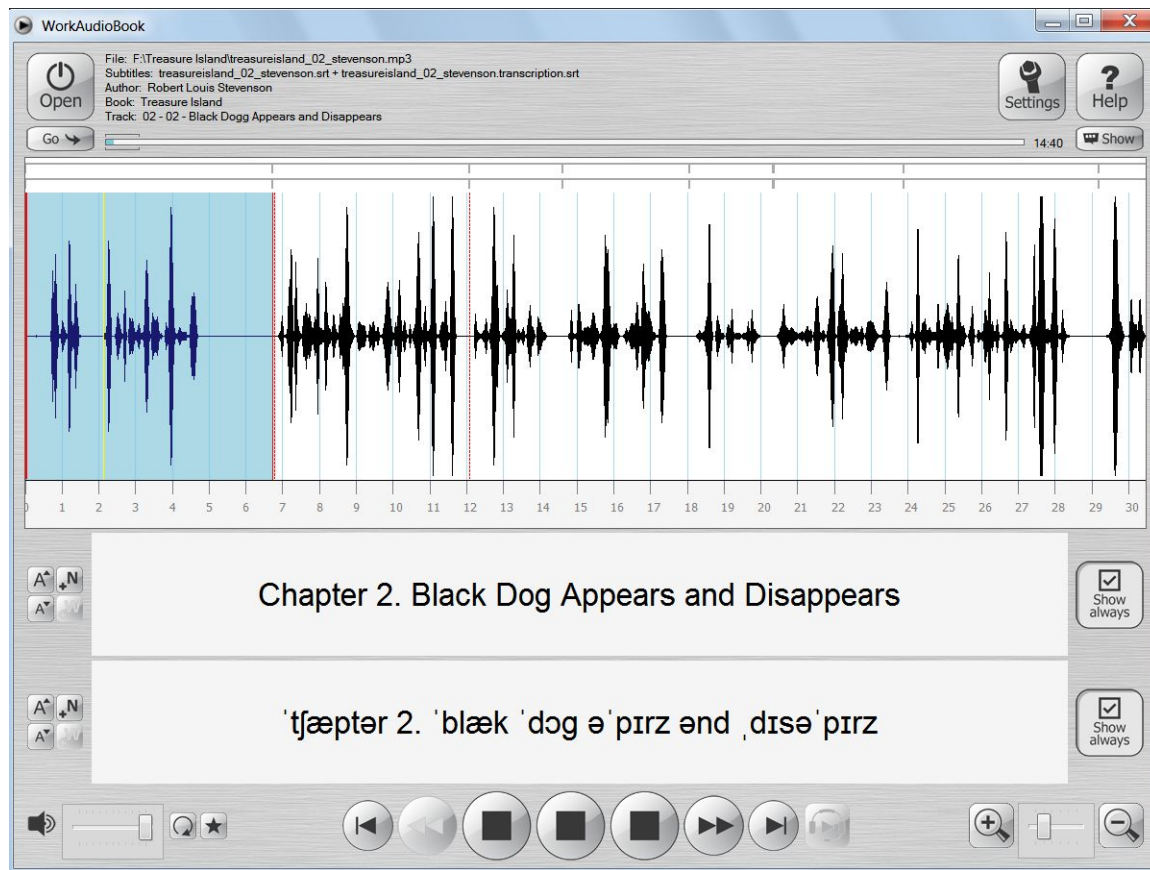 WorkAudioBook
File: F:\Treasure Island\treasureisland_02_stevenson.mp3
Subtitles: treasureisland_02_stevenson.srt + treasureisland_02_stevenson.transcription.srt
Author: Robert Louis Stevenson
Book: Treasure Island
Track: 02 - 02 - Black Dogg Appears and Disappears
Open
Settings
? Help
Go
14:40
Show
0 1 2 3 4 5 6 7 8 9 10 11 12 13 14 15 16 17 18 19 20 21 22 23 24 25 26 27 28 29 30
A +N
A W
Chapter 2. Black Dog Appears and Disappears
Show always
A +N
A W
ˈtʃæptər 2. ˈblæk ˈdɔg əˈpɪrz ənd ˌdɪsəˈpɪrz
Show always